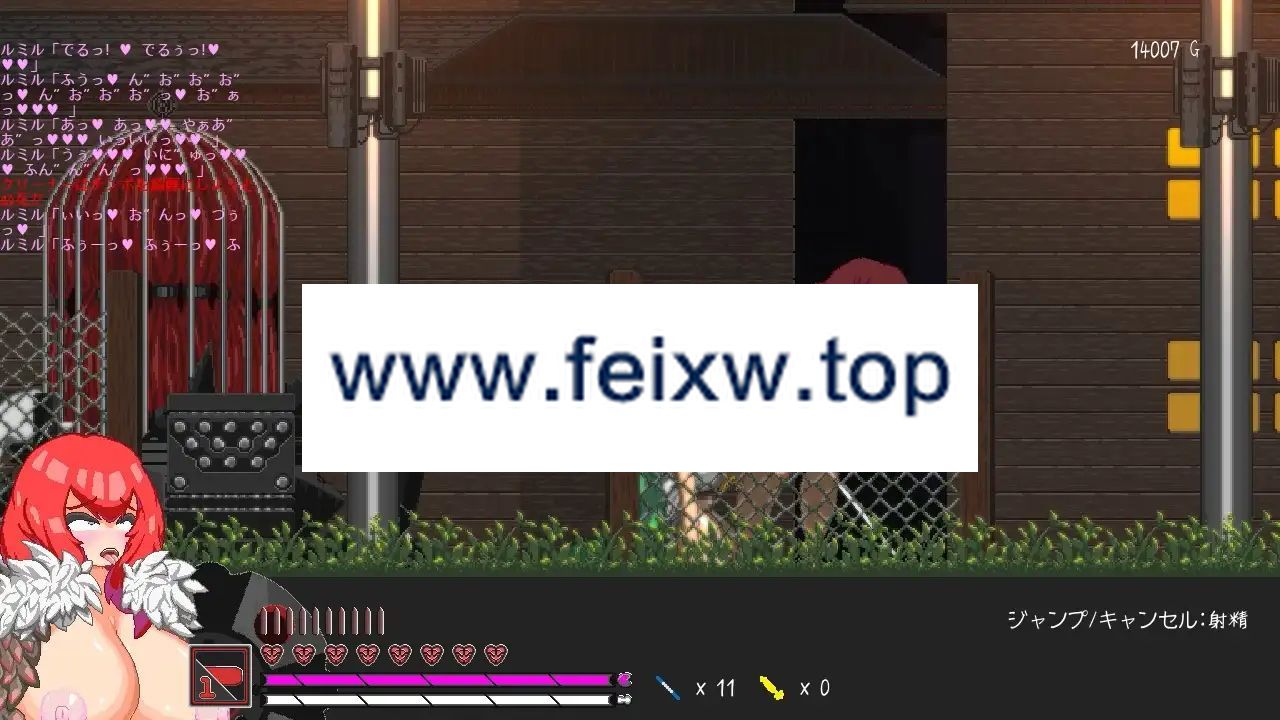 ルミル「でるっ! ♥ でるぅっ!♥
♥♥」
ルミル「ふうっ♥ ん” お” お” お”
っ♥ ん” お” お” お” っ♥ お” ぁ
っ♥♥♥ 」
ルミル「あっ♥ あっ♥♥ やぁあ”
あ” っ♥♥♥
ルミル「うぅ♥♥♥ いに” ゅっ♥♥
♥ ふん” ん” ん” っ♥♥♥ 」
ルミル「ぃいっ♥ お” んっ♥ づぅ
っ♥ 」
ルミル「ふぅーっ♥ ふぅーっ♥ ふ
14007 G
www.feixw.top
ジャンプ/キャンセル:射精
1
x 11
x 0